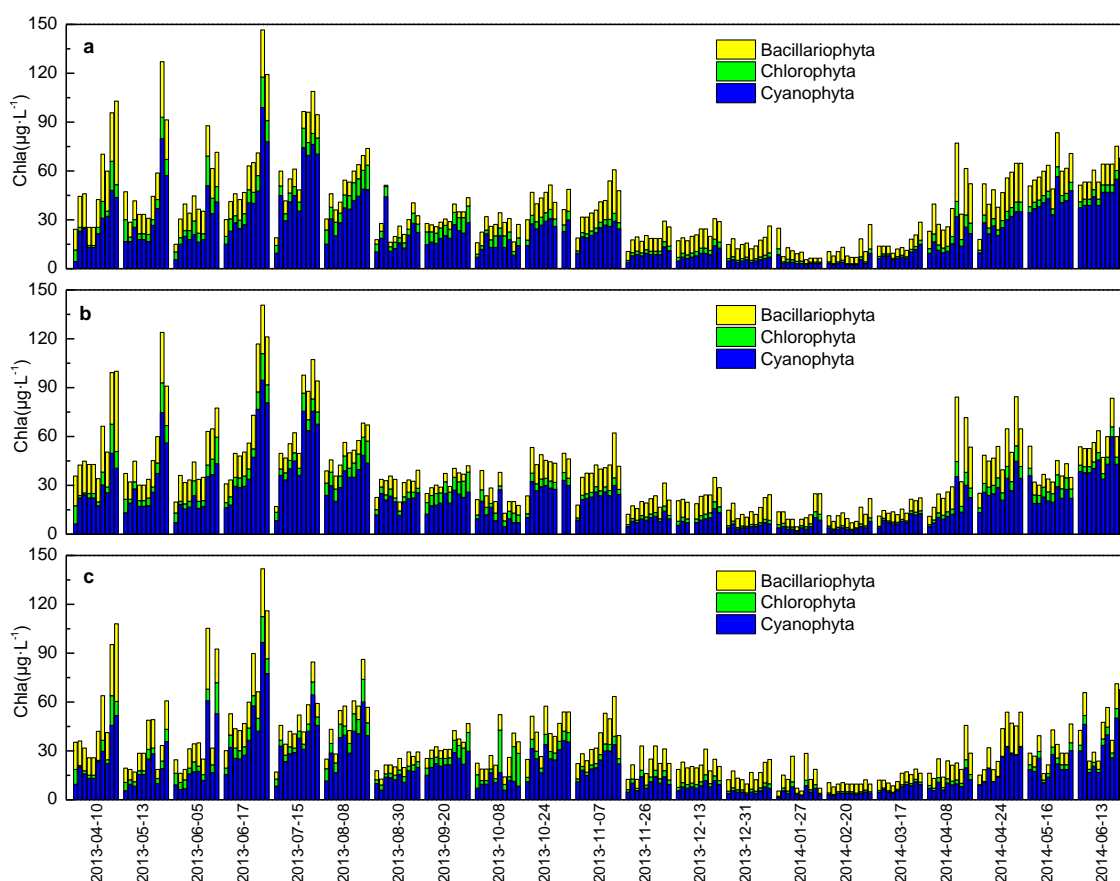 150
a
Bacillariophyta
120
Chlorophyta
Cyanophyta
90
60
30
0
Chla(μg·L⁻¹)
150
b
Bacillariophyta
120
Chlorophyta
Cyanophyta
90
60
30
0
Chla(μg·L⁻¹)
150
c
Bacillariophyta
120
Chlorophyta
Cyanophyta
90
60
30
0
Chla(μg·L⁻¹)
2013-04-10
2013-05-13
2013-06-05
2013-06-17
2013-07-15
2013-08-08
2013-08-30
2013-09-20
2013-10-08
2013-10-24
2013-11-07
2013-11-26
2013-12-13
2013-12-31
2014-01-27
2014-02-20
2014-03-17
2014-04-08
2014-04-24
2014-05-16
2014-06-13